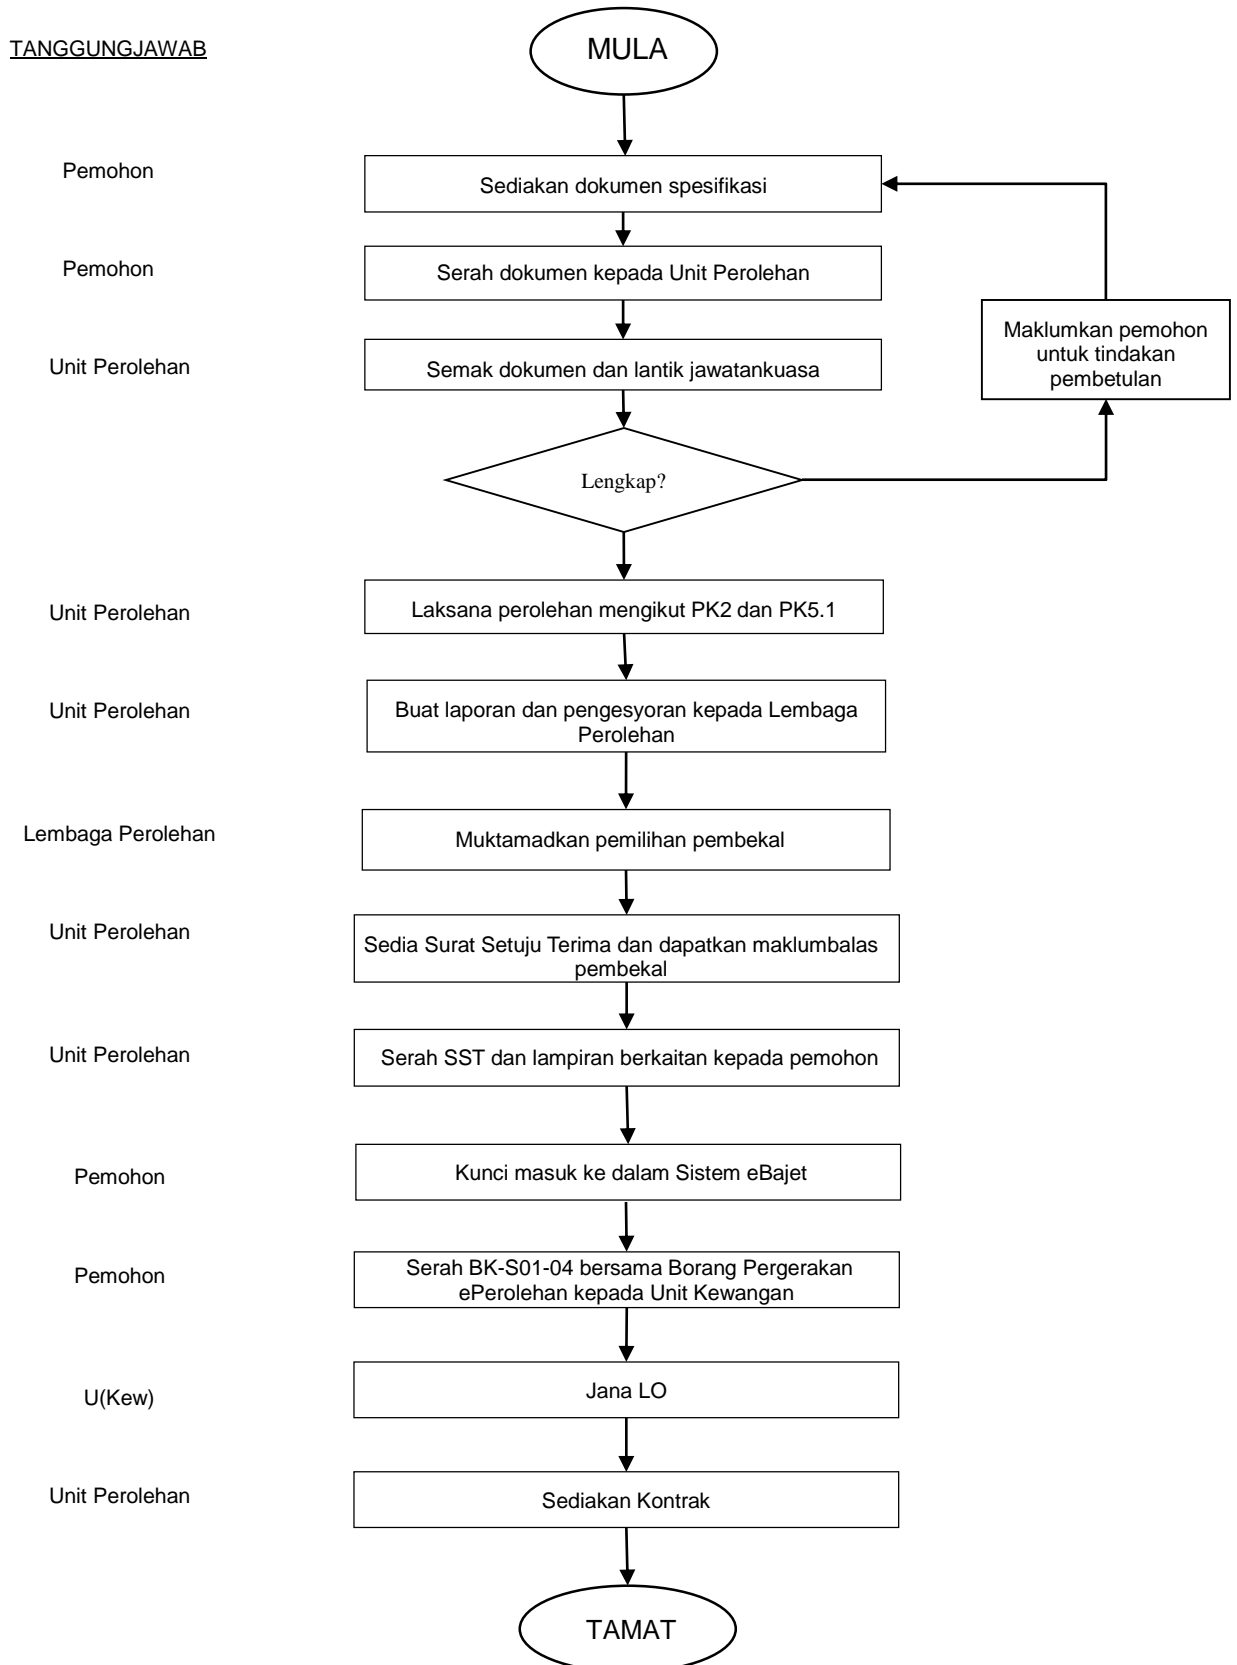 TANGGUNGJAWAB
MULA
Pemohon
Sediakan dokumen spesifikasi
Pemohon
Serah dokumen kepada Unit Perolehan
Maklumkan pemohon
untuk tindakan
pembetulan
Unit Perolehan
Semak dokumen dan lantik jawatankuasa
Lengkap?
Unit Perolehan
Laksana perolehan mengikut PK2 dan PK5.1
Unit Perolehan
Buat laporan dan pengesyoran kepada Lembaga
Perolehan
Lembaga Perolehan
Muktamadkan pemilihan pembekal
Unit Perolehan
Sedia Surat Setuju Terima dan dapatkan maklumbalas
pembekal
Unit Perolehan
Serah SST dan lampiran berkaitan kepada pemohon
Pemohon
Kunci masuk ke dalam Sistem eBajet
Pemohon
Serah BK-S01-04 bersama Borang Pergerakan
ePerolehan kepada Unit Kewangan
U(Kew)
Jana LO
Unit Perolehan
Sediakan Kontrak
TAMAT